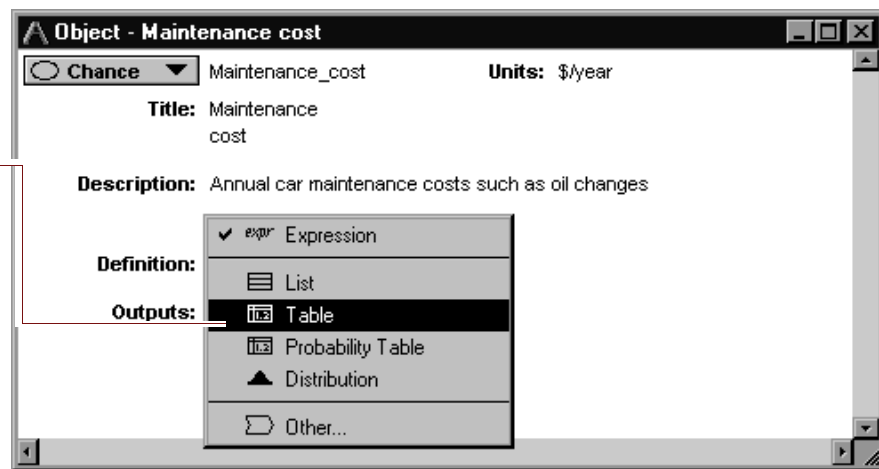 Object - Maintenance cost
Chance Maintenance_cost Units: $/year
Title: Maintenance
cost
Description: Annual car maintenance costs such as oil changes
expr Expression
Definition:
List
Outputs:
Table
Probability Table
Distribution
Other...